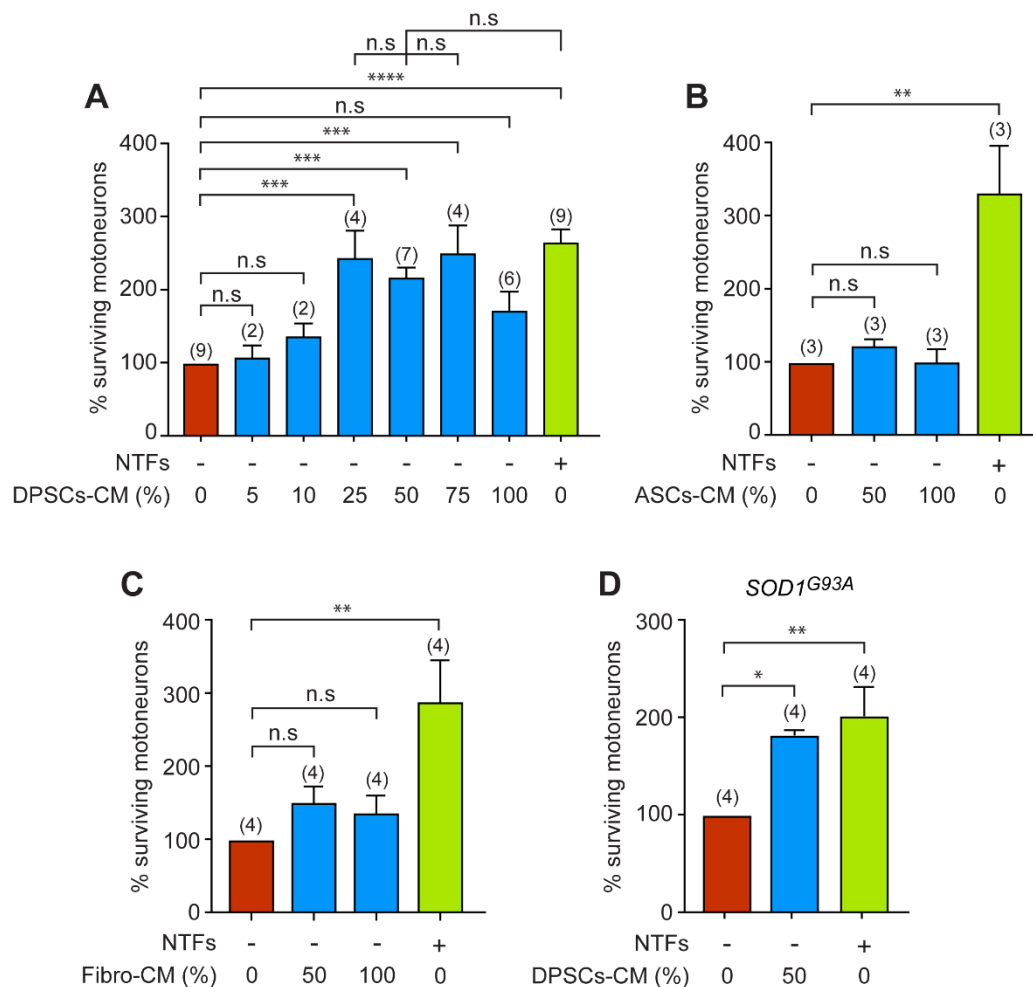 A
n.s
n.s n.s
****
n.s
***
***
***
n.s
n.s
% surviving motoneurons
400
300
200
100
0
(9) (2) (2) (4) (7) (4) (6) (9)
NTFs - - - - - - - +
DPSCs-CM (%) 0 5 10 25 50 75 100 0
B
**
n.s
n.s
% surviving motoneurons
400
300
200
100
0
(3) (3) (3) (3)
NTFs - - - +
ASCs-CM (%) 0 50 100 0
C
**
n.s
n.s
% surviving motoneurons
400
300
200
100
0
(4) (4) (4) (4)
NTFs - - - +
Fibro-CM (%) 0 50 100 0
D
SOD1G93A
**
*
% surviving motoneurons
300
200
100
0
(4) (4) (4)
NTFs - - +
DPSCs-CM (%) 0 50 0